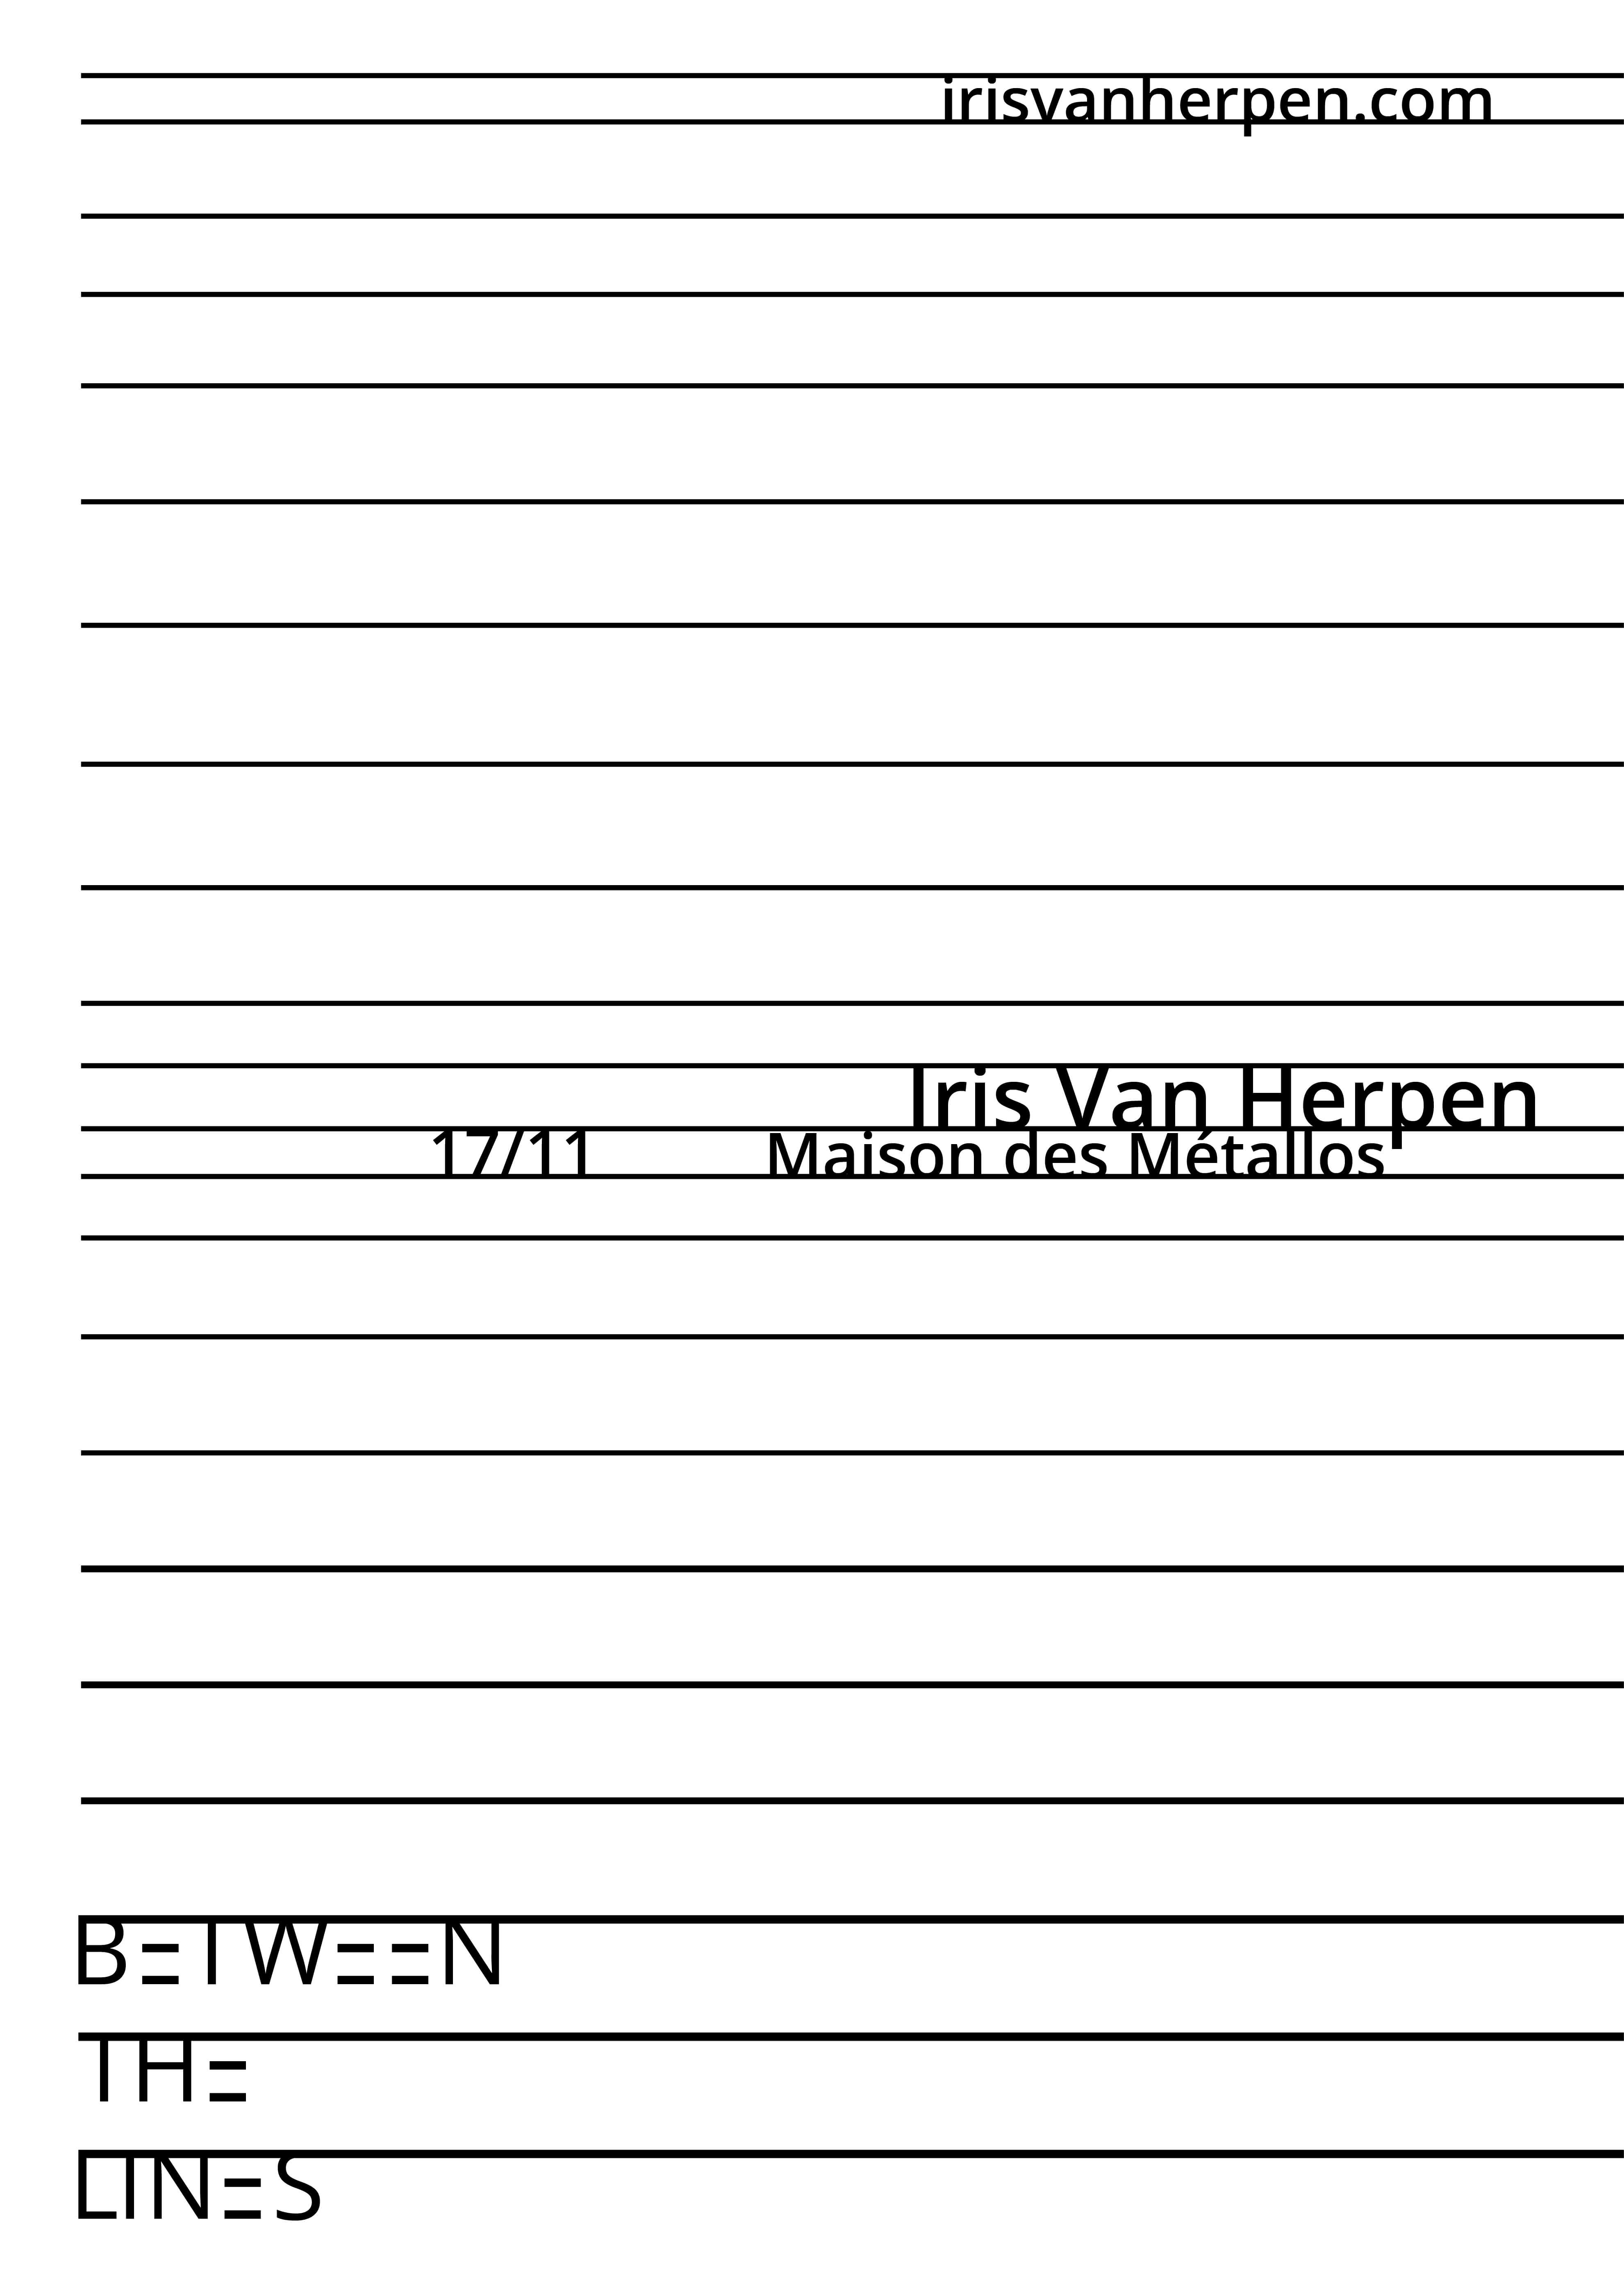 irisvanherpen.com
Iris Van Herpen
17/11 Maison des Métallos
BETWEEN
THE
LINES